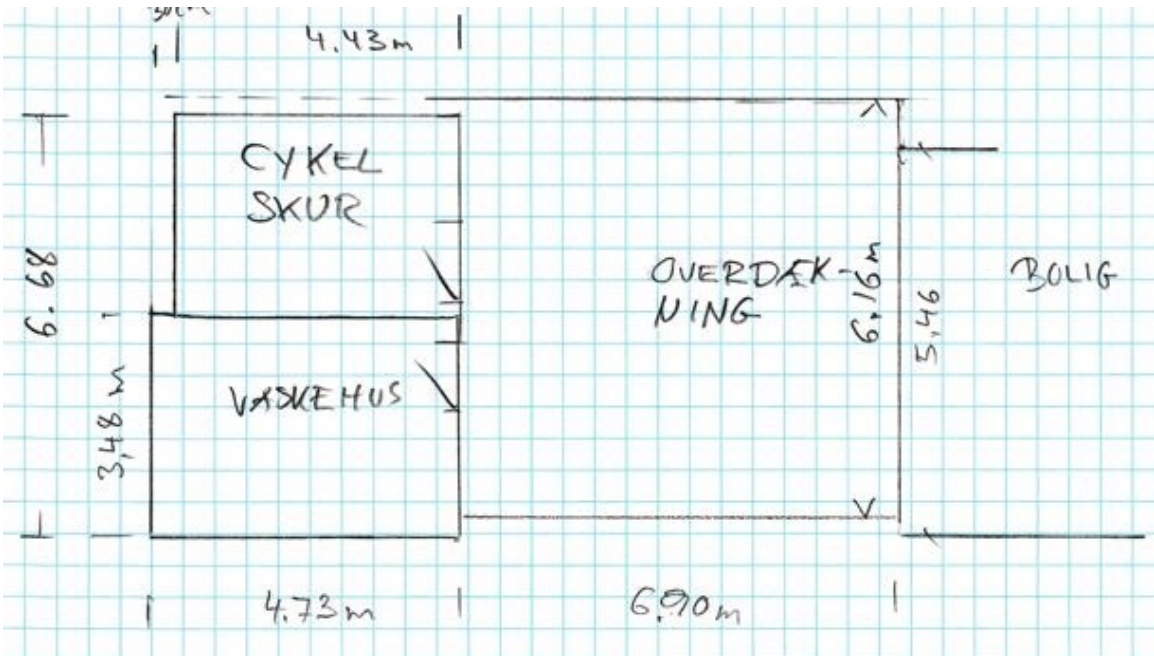 4.43m
CYKEL
SKUR
OVERDÆK-
NING
BOLIG
6.68
6,16m
5,46
3,48 m
VASKEHUS
4.73m
6.90m